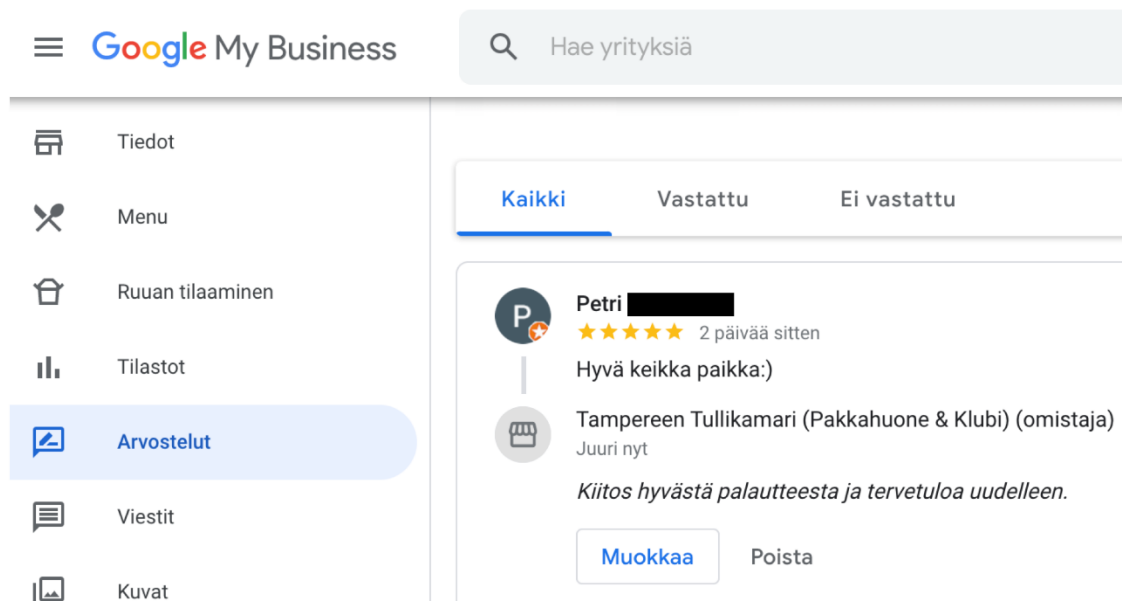 Google My Business
Hae yrityksiä
Tiedot
Menu
Ruuan tilaaminen
Tilastot
Arvostelut
Viestit
Kuvat
Kaikki
Vastattu
Ei vastattu
P
Petri
2 päivää sitten
Hyvä keikka paikka:)
Tampereen Tullikamari (Pakkahuone & Klubi) (omistaja)
Juuri nyt
Kiitos hyvästä palautteesta ja tervetuloa uudelleen.
Muokkaa
Poista